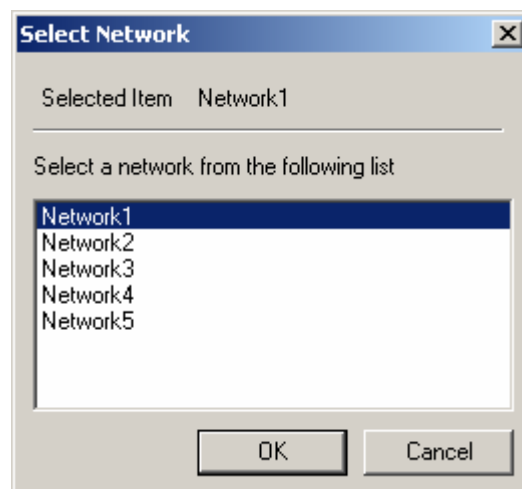 Select Network
Selected Item Network1
Select a network from the following list
Network1
Network2
Network3
Network4
Network5
OK Cancel